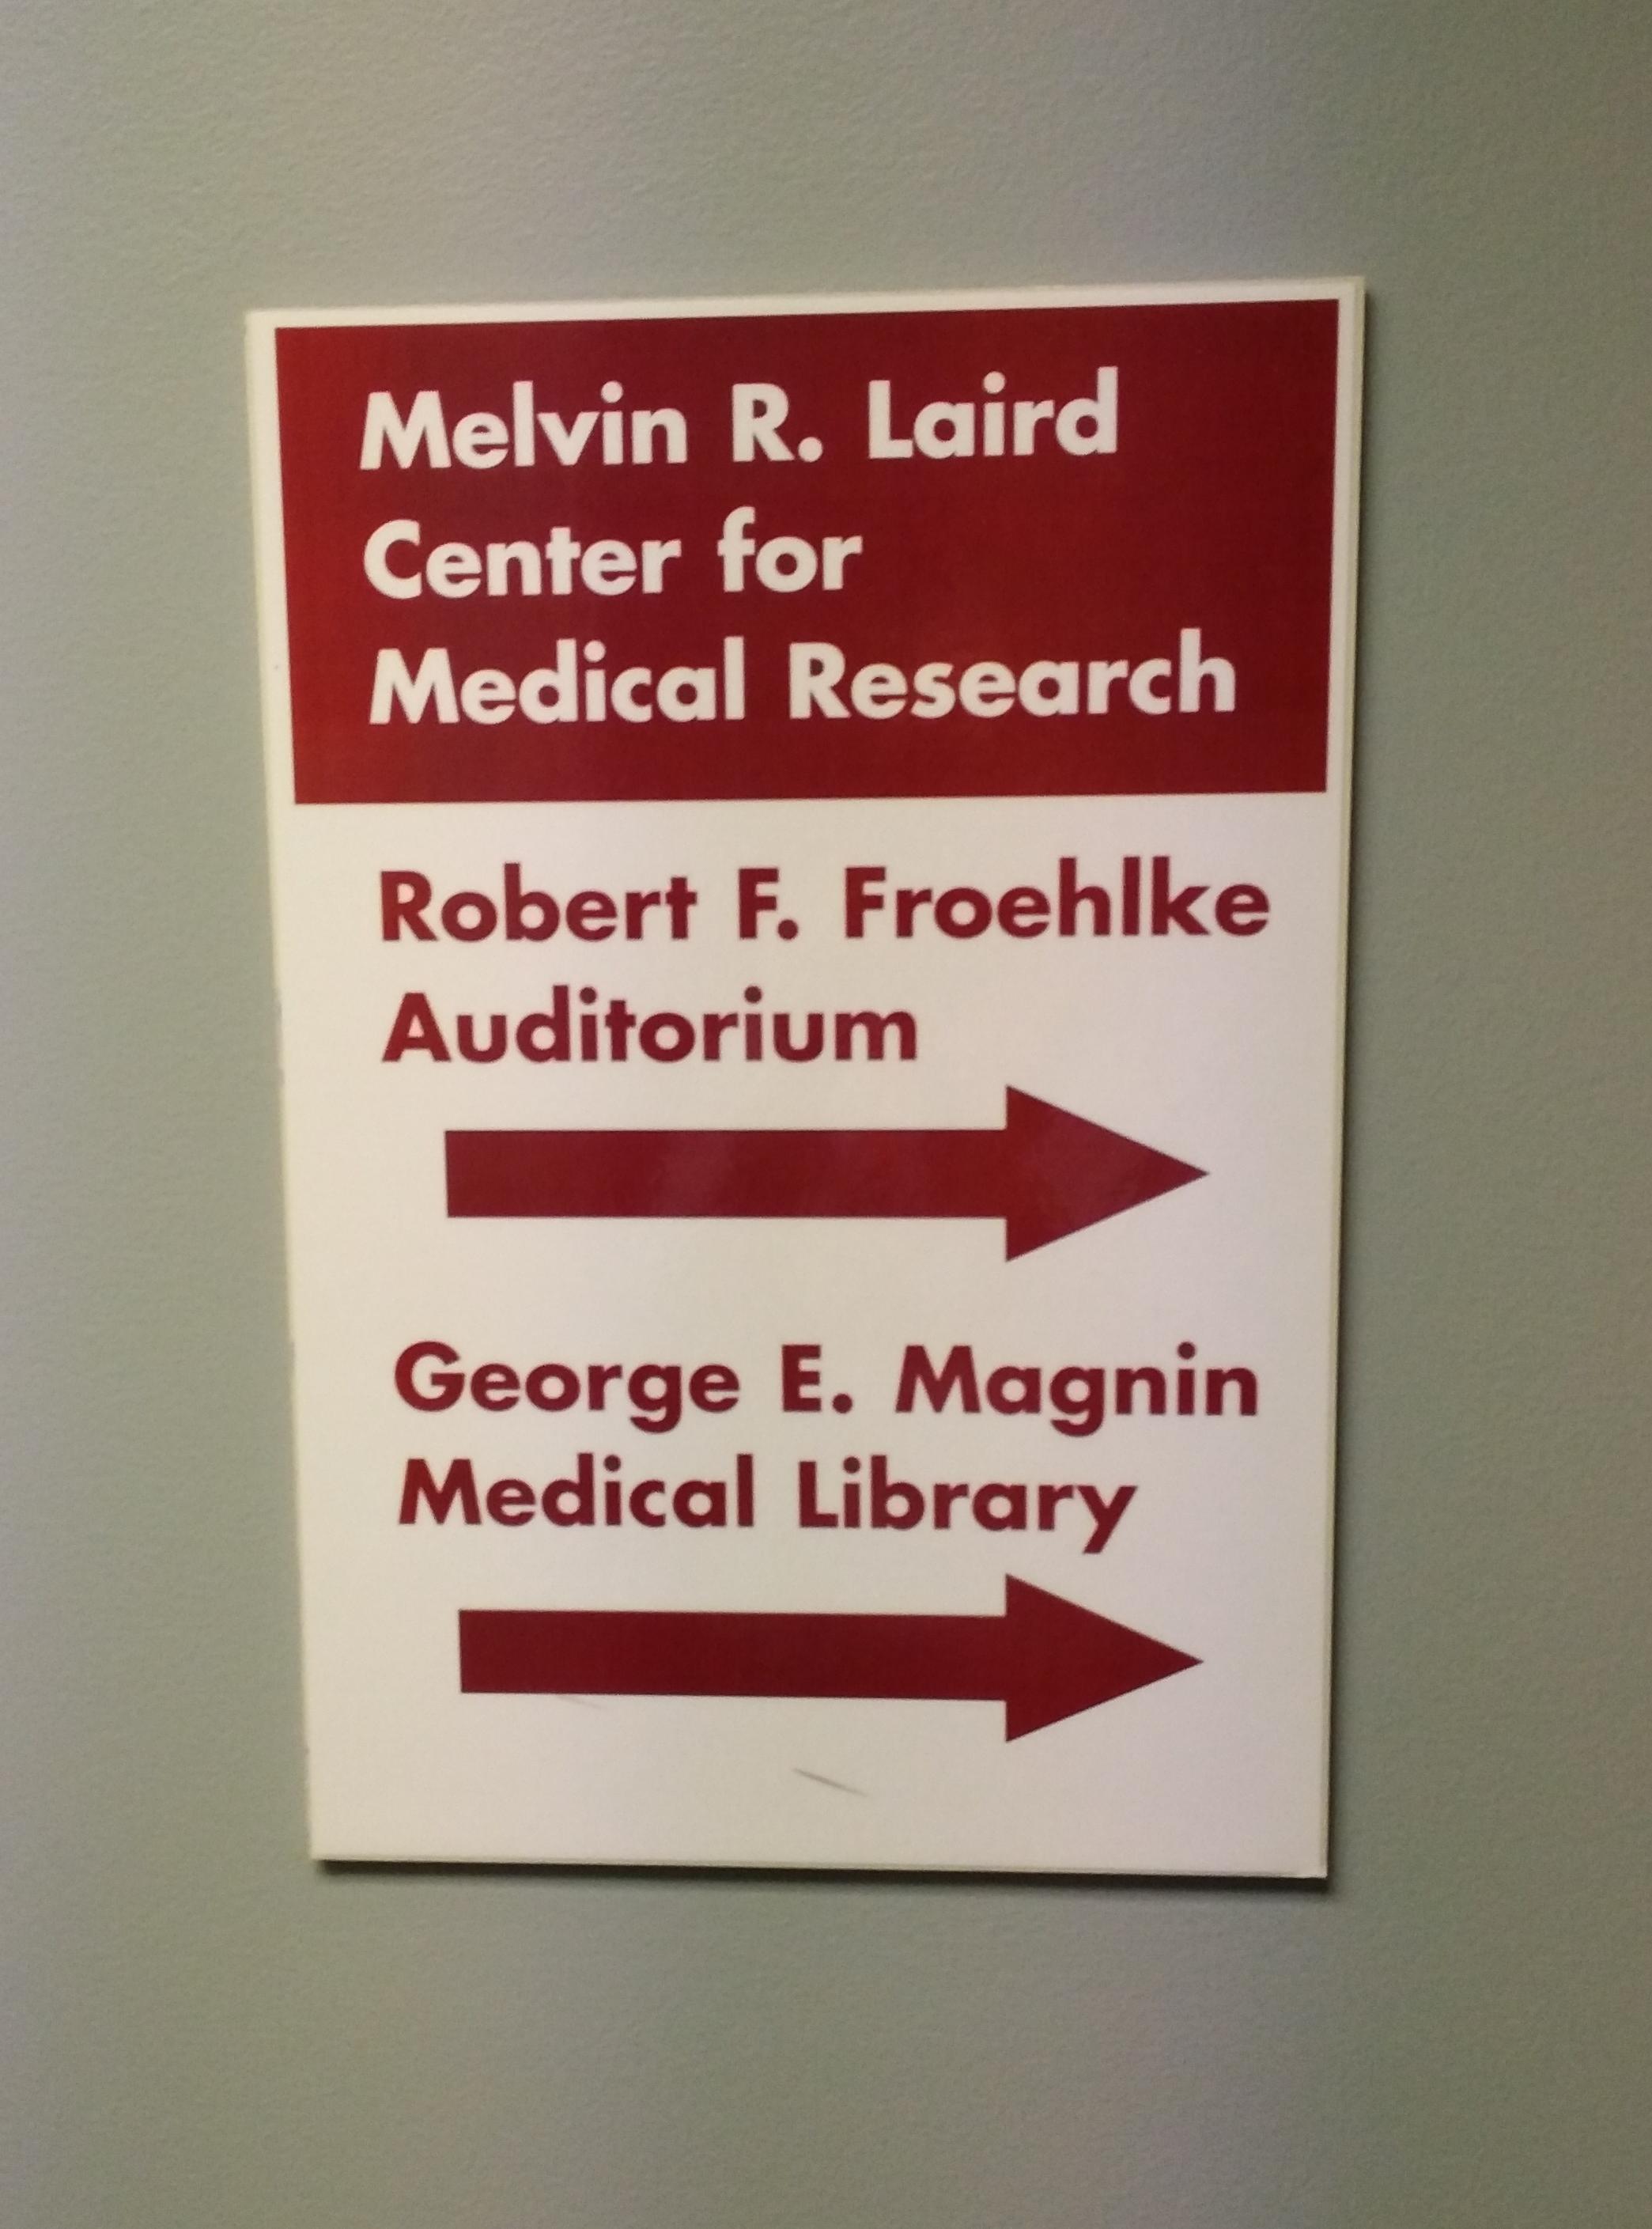 Melvin R. Laird
Center for
Medical Research
Robert F. Froehlke
Auditorium
George E. Magnin
Medical Library